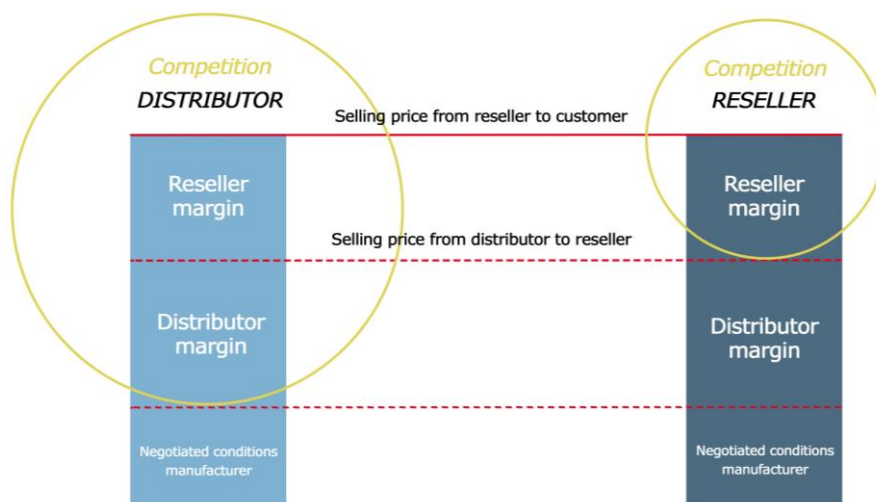 Competition
DISTRIBUTOR
Competition
RESELLER
Selling price from reseller to customer
Reseller
margin
Reseller
margin
Selling price from distributor to reseller
Distributor
margin
Distributor
margin
Negotiated conditions
manufacturer
Negotiated conditions
manufacturer